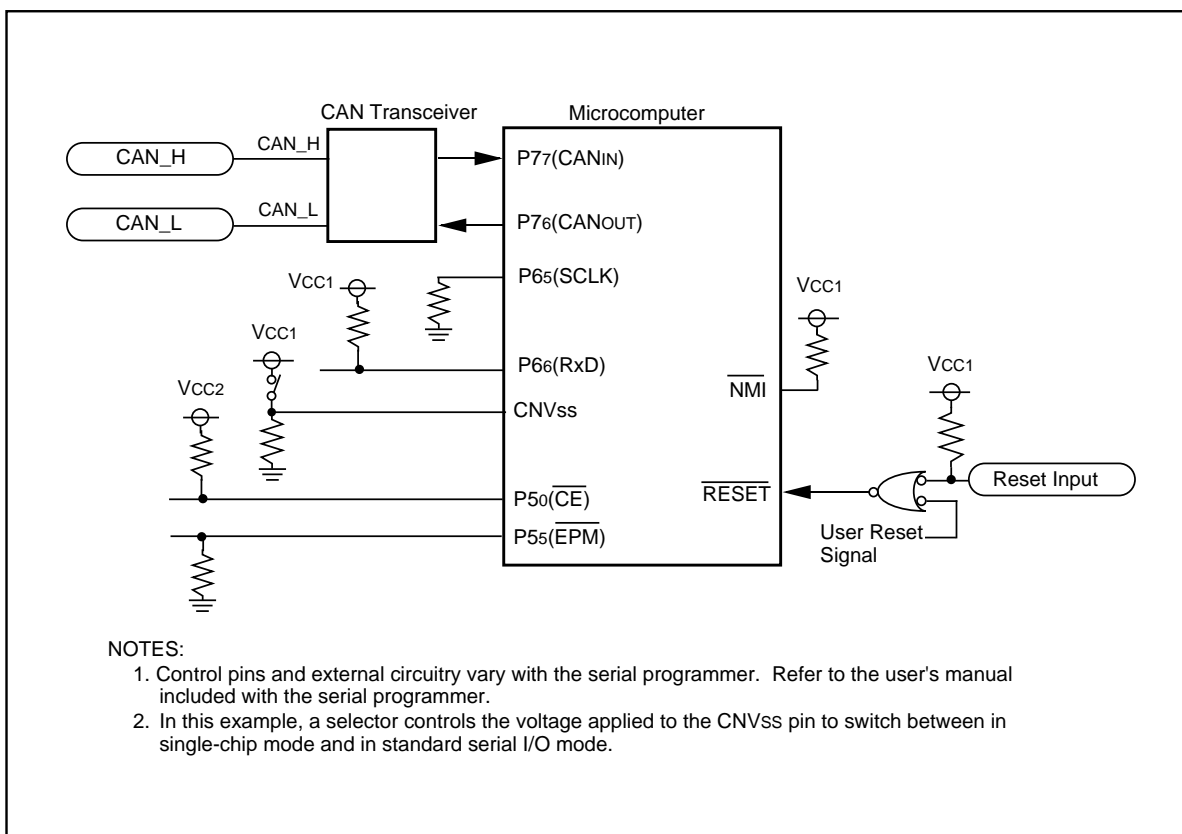 CAN Transceiver
Microcomputer
CAN_H
CAN_H
P77(CANIN)
CAN_L
CAN_L
P76(CANOUT)
P65(SCLK)
VCC1
VCC1
VCC1
P66(RxD)
VCC1
NMI
VCC2
CNVss
P50(CE)
RESET
Reset Input
P55(EPM)
User Reset
Signal
NOTES:
1. Control pins and external circuitry vary with the serial programmer. Refer to the user's manual
included with the serial programmer.
2. In this example, a selector controls the voltage applied to the CNVSS pin to switch between in
single-chip mode and in standard serial I/O mode.